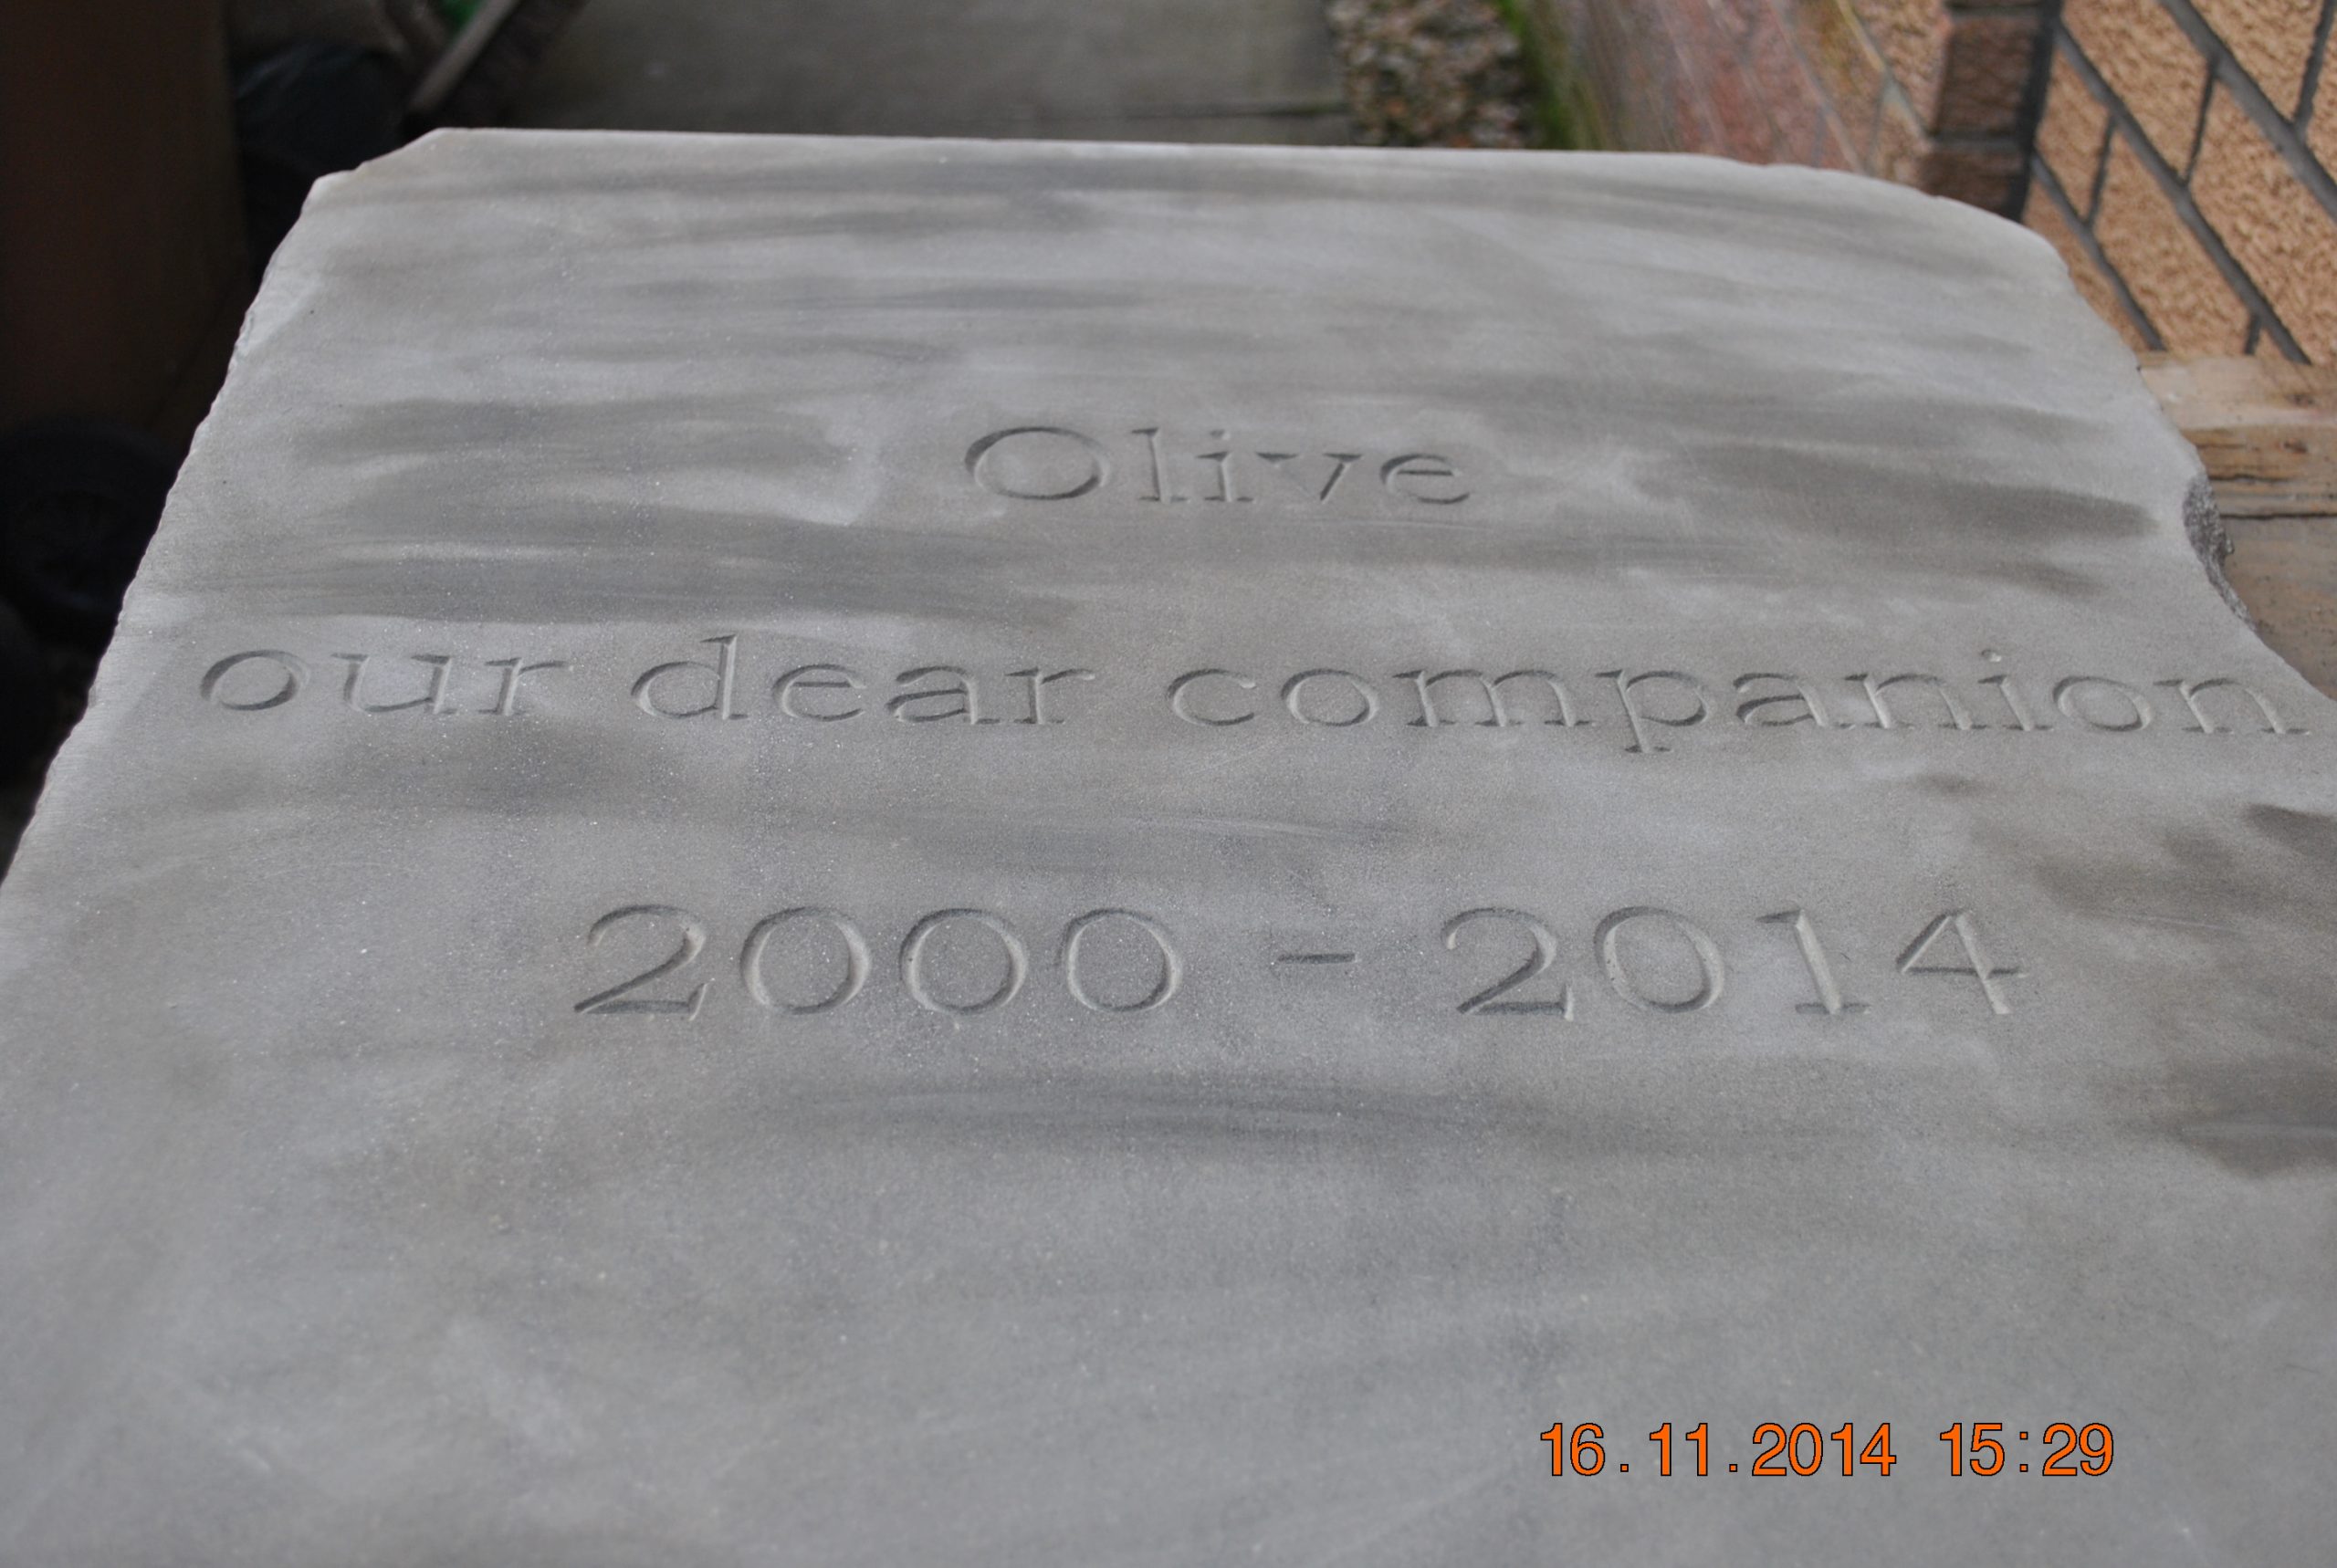 Olive
our dear companion
2000 - 2014
16.11.2014 15:29